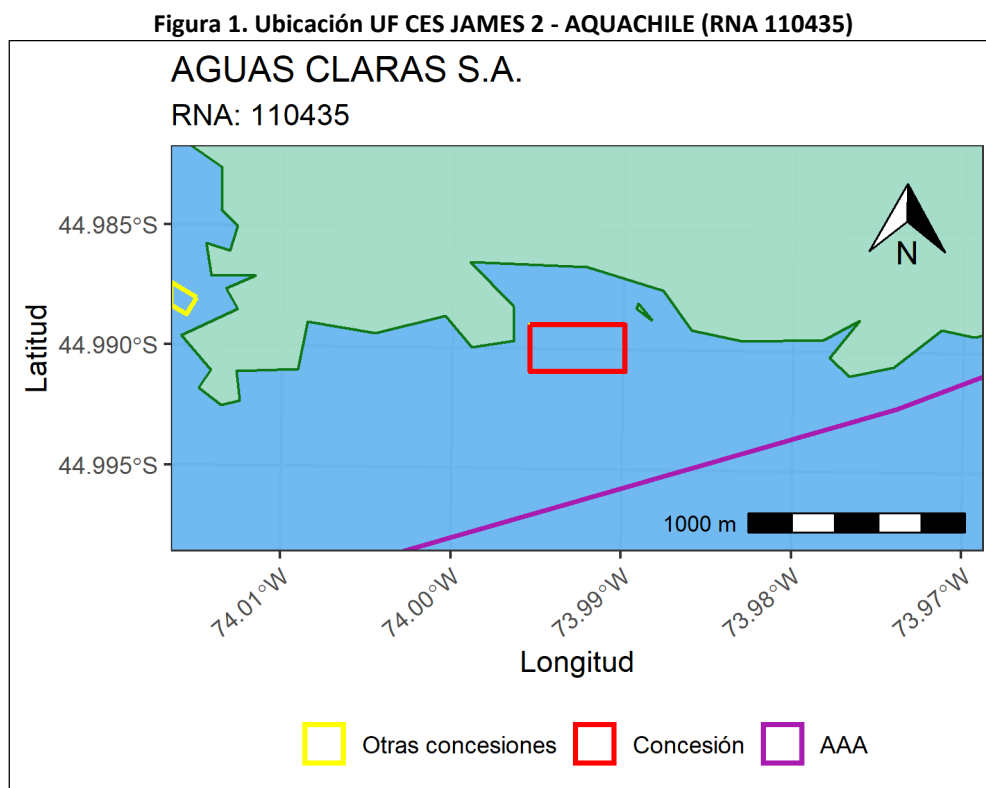 Figura 1. Ubicación UF CES JAMES 2 - AQUACHILE (RNA 110435)
AGUAS CLARAS S.A.
RNA: 110435
44.985°S
44.990°S
44.995°S
Latitud
N
1000 m
74.01°W
74.00°W
73.99°W
73.98°W
73.97°W
Longitud
Otras concesiones
Concesión
AAA